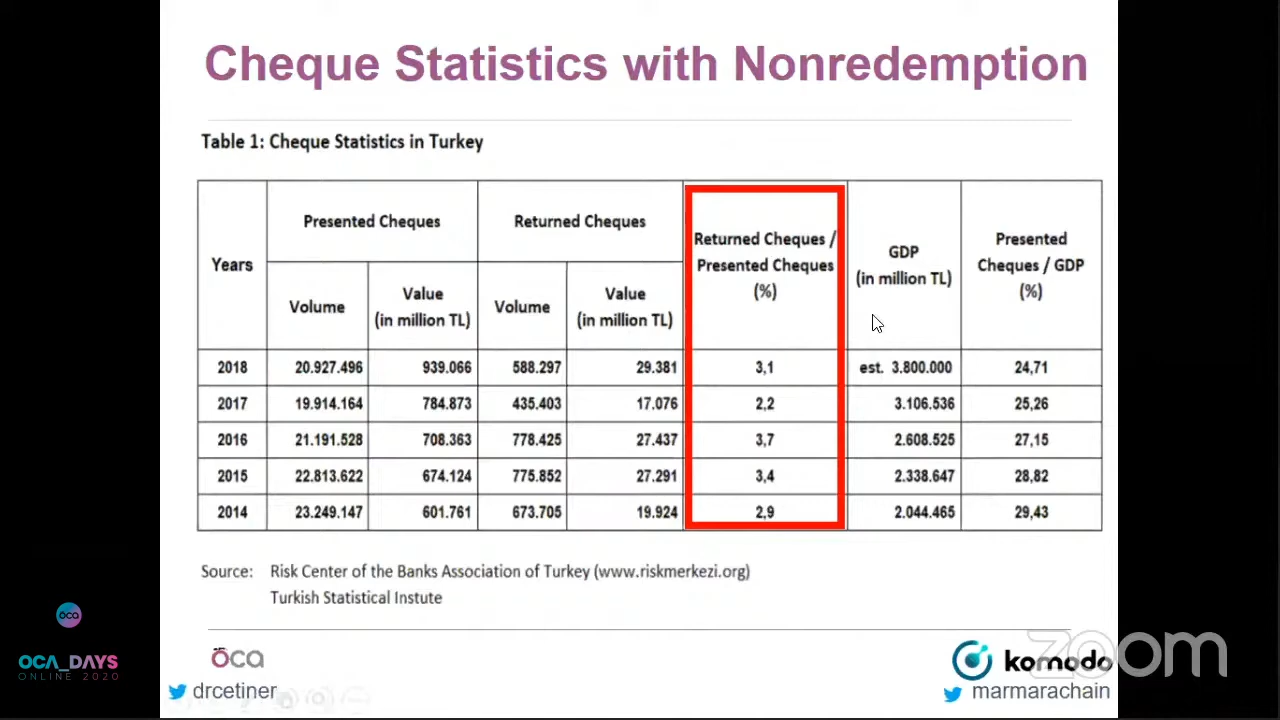 Cheque Statistics with Nonredemption
Table 1: Cheque Statistics in Turkey
Years
Presented Cheques
Returned Cheques
Returned Cheques /
Presented Cheques
(%)
GDP
(in million TL)
Presented
Cheques / GDP
(%)
Volume
Value
(in million TL)
Volume
Value
(in million TL)
2018 20.927.496 939.066 588.297 29.381 3,1 est. 3.800.000 24,71
2017 19.914.164 784.873 435.403 17.076 2,2 3.106.536 25,26
2016 21.191.528 708.363 778.425 27.437 3,7 2.608.525 27,15
2015 22.813.622 674.124 775.852 27.291 3,4 2.338.647 28,82
2014 23.249.147 601.761 673.705 19.924 2,9 2.044.465 29,43
Source: Risk Center of the Banks Association of Turkey (www.riskmerkezi.org)
Turkish Statistical Instute
oco
OCA_DAYS
ONLINE 2020
öca
drcetiner
komodo
zoom
marmarachain